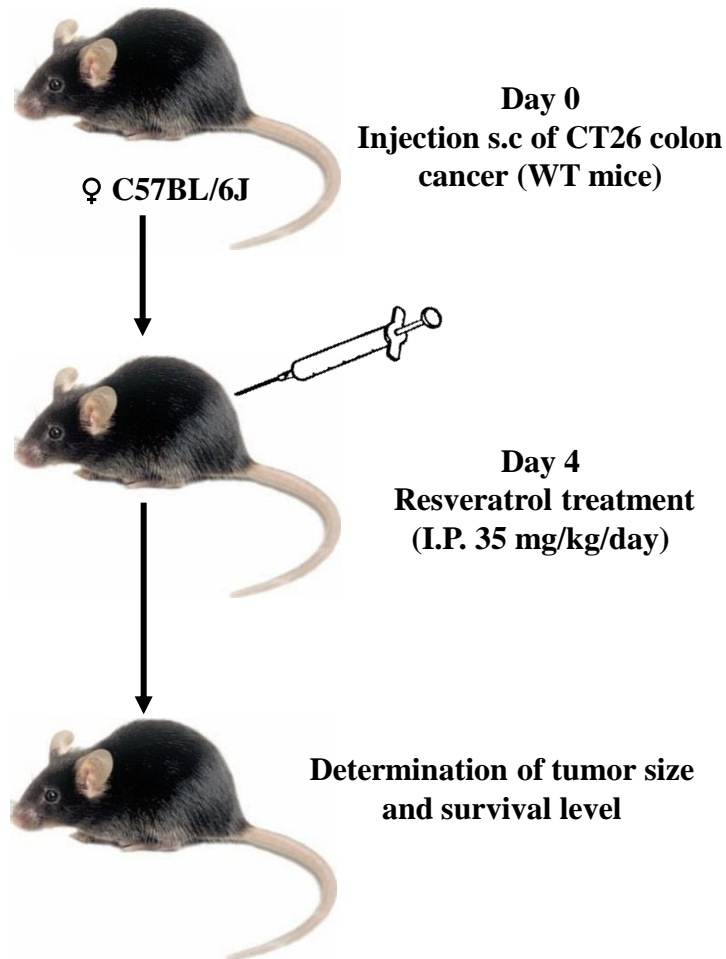 Day 0
Injection s.c of CT26 colon
cancer (WT mice)
♀ C57BL/6J
Day 4
Resveratrol treatment
(I.P. 35 mg/kg/day)
Determination of tumor size
and survival level